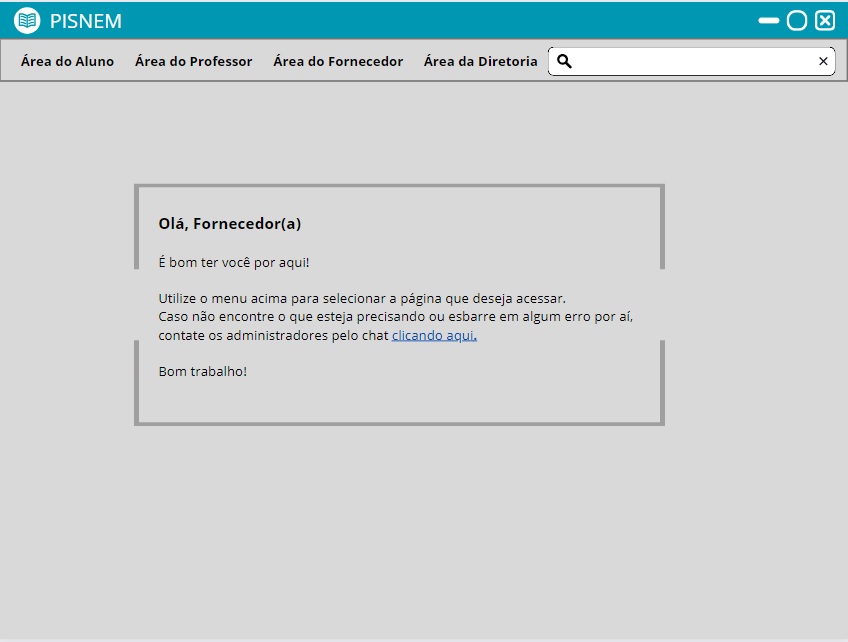 PISNEM
Área do Aluno Área do Professor Área do Fornecedor Área da Diretoria
Olá, Fornecedor(a)
É bom ter você por aqui!
Utilize o menu acima para selecionar a página que deseja acessar.
Caso não encontre o que esteja precisando ou esbarre em algum erro por aí,
contate os administradores pelo chat clicando aqui.
Bom trabalho!